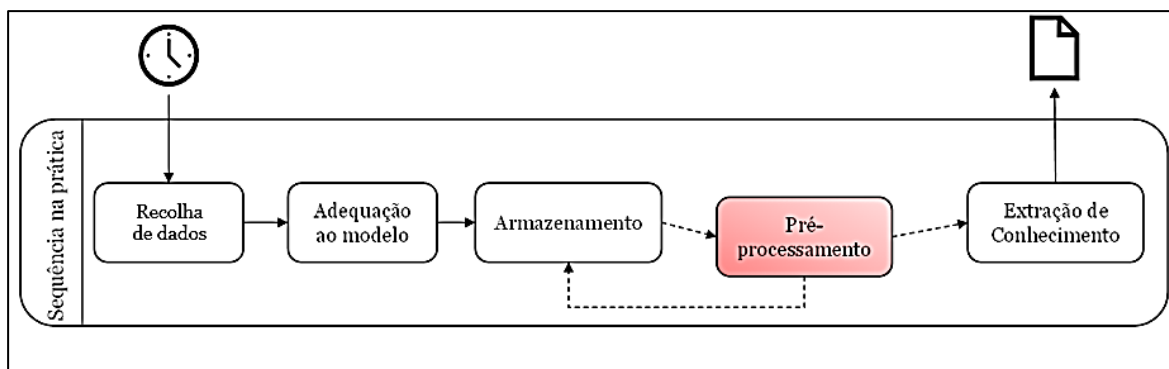 Sequência na prática
Recolha
de dados
Adequação
ao modelo
Armazenamento
Pré-
processamento
Extração de
Conhecimento